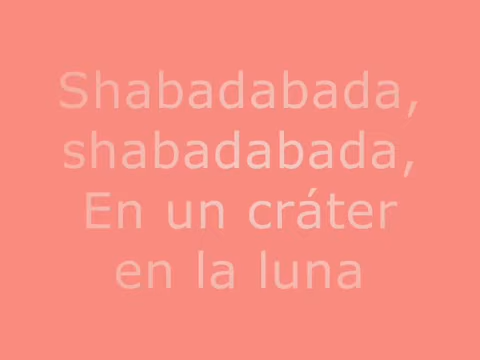 Shabadabada,
shabadabada,
En un cráter
en la luna